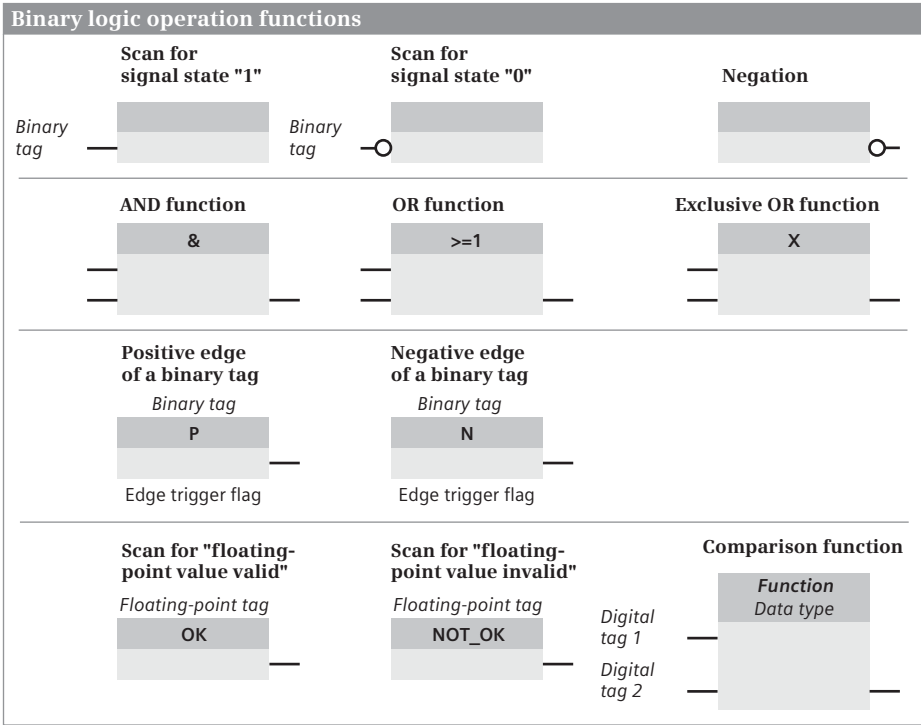 Binary logic operation functions
Scan for
signal state "1"
Scan for
signal state "0"
Negation
Binary
tag
Binary
tag
AND function
OR function
Exclusive OR function
&
>=1
X
Positive edge
of a binary tag
Negative edge
of a binary tag
Binary tag
Binary tag
P
N
Edge trigger flag
Edge trigger flag
Scan for "floating-
point value valid"
Scan for "floating-
point value invalid"
Comparison function
Floating-point tag
Floating-point tag
OK
NOT_OK
Function
Data type
Digital
tag 1
Digital
tag 2